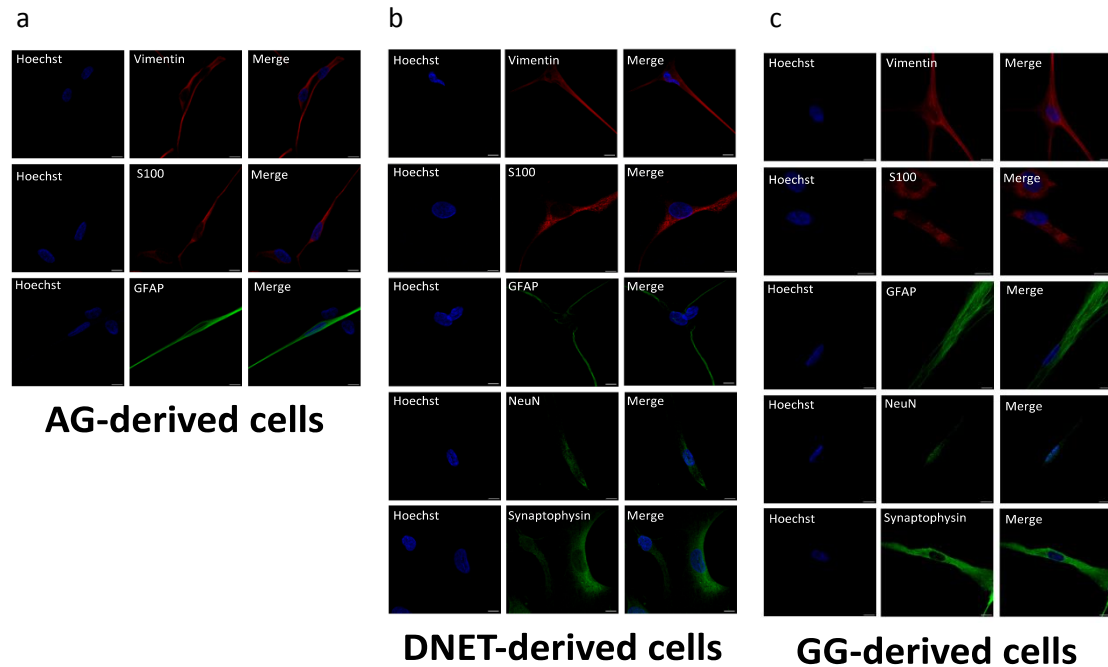 a
Hoechst Vimentin Merge
Hoechst S100 Merge
Hoechst GFAP Merge
AG-derived cells
b
Hoechst Vimentin Merge
Hoechst S100 Merge
Hoechst GFAP Merge
Hoechst NeuN Merge
Hoechst Synaptophysin Merge
DNET-derived cells
c
Hoechst Vimentin Merge
Hoechst S100 Merge
Hoechst GFAP Merge
Hoechst NeuN Merge
Hoechst Synaptophysin Merge
GG-derived cells